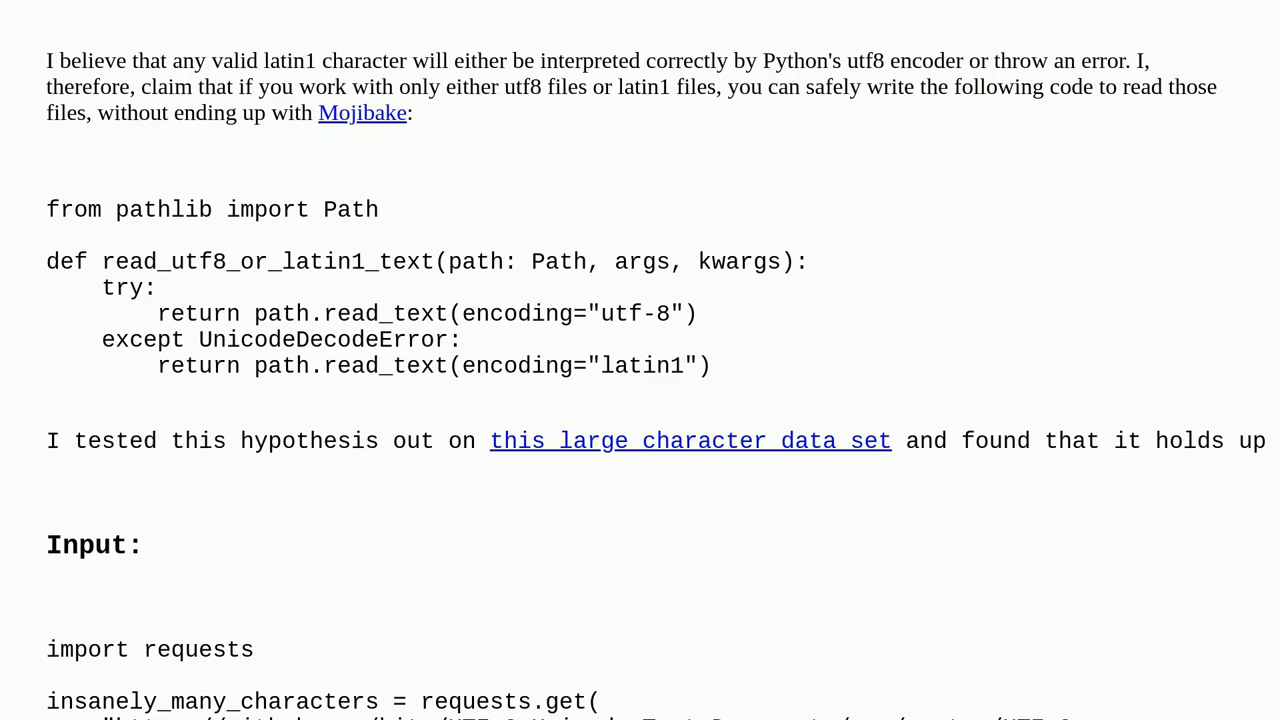 I believe that any valid latin1 character will either be interpreted correctly by Python's utf8 encoder or throw an error. I,
therefore, claim that if you work with only either utf8 files or latin1 files, you can safely write the following code to read those
files, without ending up with Mojibake:
from pathlib import Path
def read_utf8_or_latin1_text(path: Path, args, kwargs):
    try:
        return path.read_text(encoding="utf-8")
    except UnicodeDecodeError:
        return path.read_text(encoding="latin1")
I tested this hypothesis out on this large character data set and found that it holds up
Input:
import requests
insanely_many_characters = requests.get(